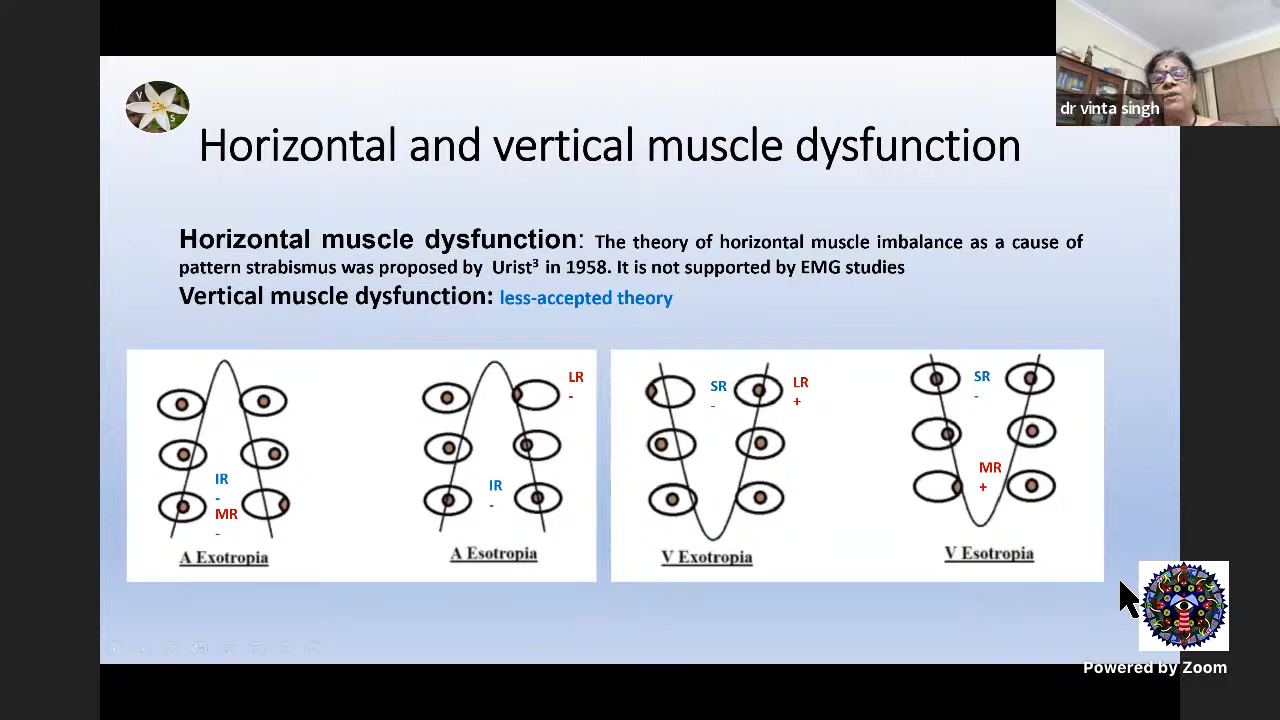 dr vinta singh
V
S
Horizontal and vertical muscle dysfunction
Horizontal muscle dysfunction: The theory of horizontal muscle imbalance as a cause of
pattern strabismus was proposed by Urist³ in 1958. It is not supported by EMG studies
Vertical muscle dysfunction: less-accepted theory
IR
-
MR
-
A Exotropia
LR
-
IR
-
A Esotropia
SR
-
LR
+
V Exotropia
SR
-
MR
+
V Esotropia
Powered by Zoom